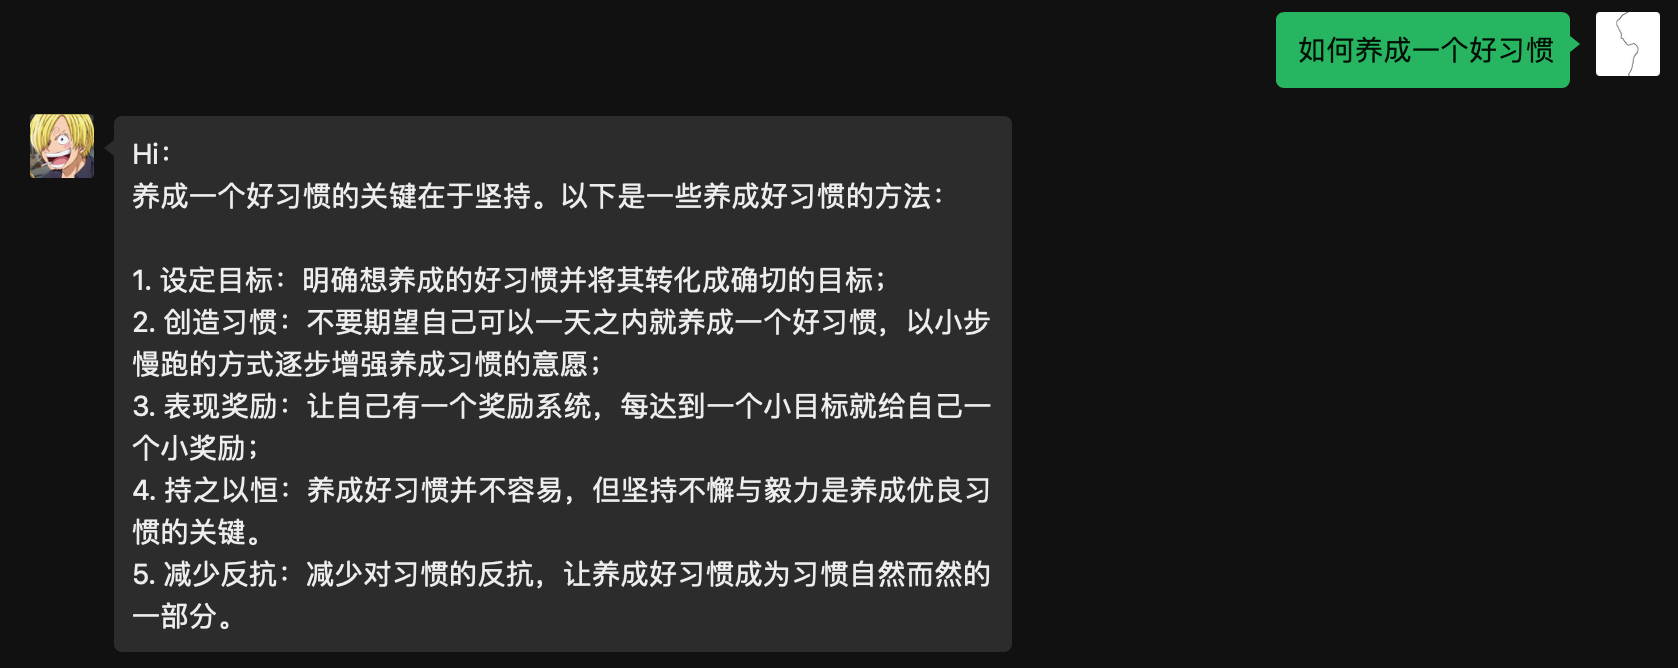 如何养成一个好习惯
Hi：
养成一个好习惯的关键在于坚持。以下是一些养成好习惯的方法：
1. 设定目标：明确想养成的好习惯并将其转化成确切的目标；
2. 创造习惯：不要期望自己可以一天之内就养成一个好习惯，以小步
慢跑的方式逐步增强养成习惯的意愿；
3. 表现奖励：让自己有一个奖励系统，每达到一个小目标就给自己一
个小奖励；
4. 持之以恒：养成好习惯并不容易，但坚持不懈与毅力是养成优良习
惯的关键。
5. 减少反抗：减少对习惯的反抗，让养成好习惯成为习惯自然而然的
一部分。